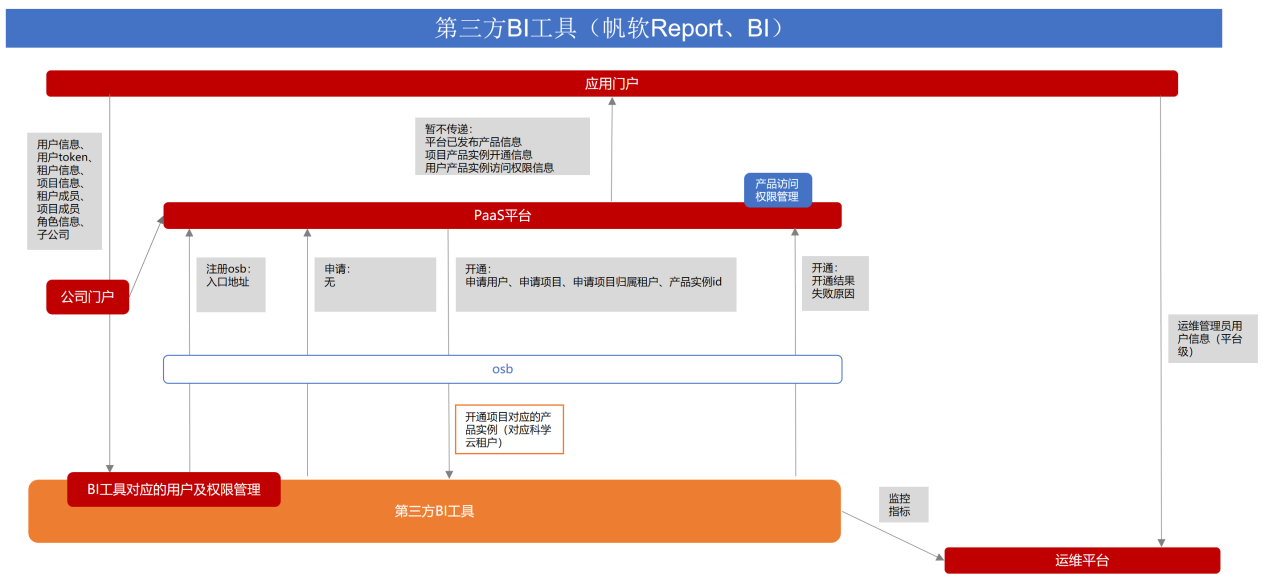 第三方BI工具（帆软Report、BI）
应用门户
用户信息、
用户token、
租户信息、
项目信息、
租户成员、
项目成员
角色信息、
子公司
暂不传递：
平台已发布产品信息
项目产品实例开通信息
用户产品实例访问权限信息
产品访问
权限管理
PaaS平台
注册osb：
入口地址
申请：
无
开通：
申请用户、申请项目、申请项目归属租户、产品实例id
开通：
开通结果
失败原因
公司门户
运维管理员用
户信息（平台
级）
osb
开通项目对应的产
品实例（对应科学
云租户）
BI工具对应的用户及权限管理
第三方BI工具
监控
指标
运维平台